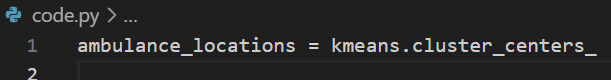 code.py > ...
1 ambulance_locations = kmeans.cluster_centers_
2